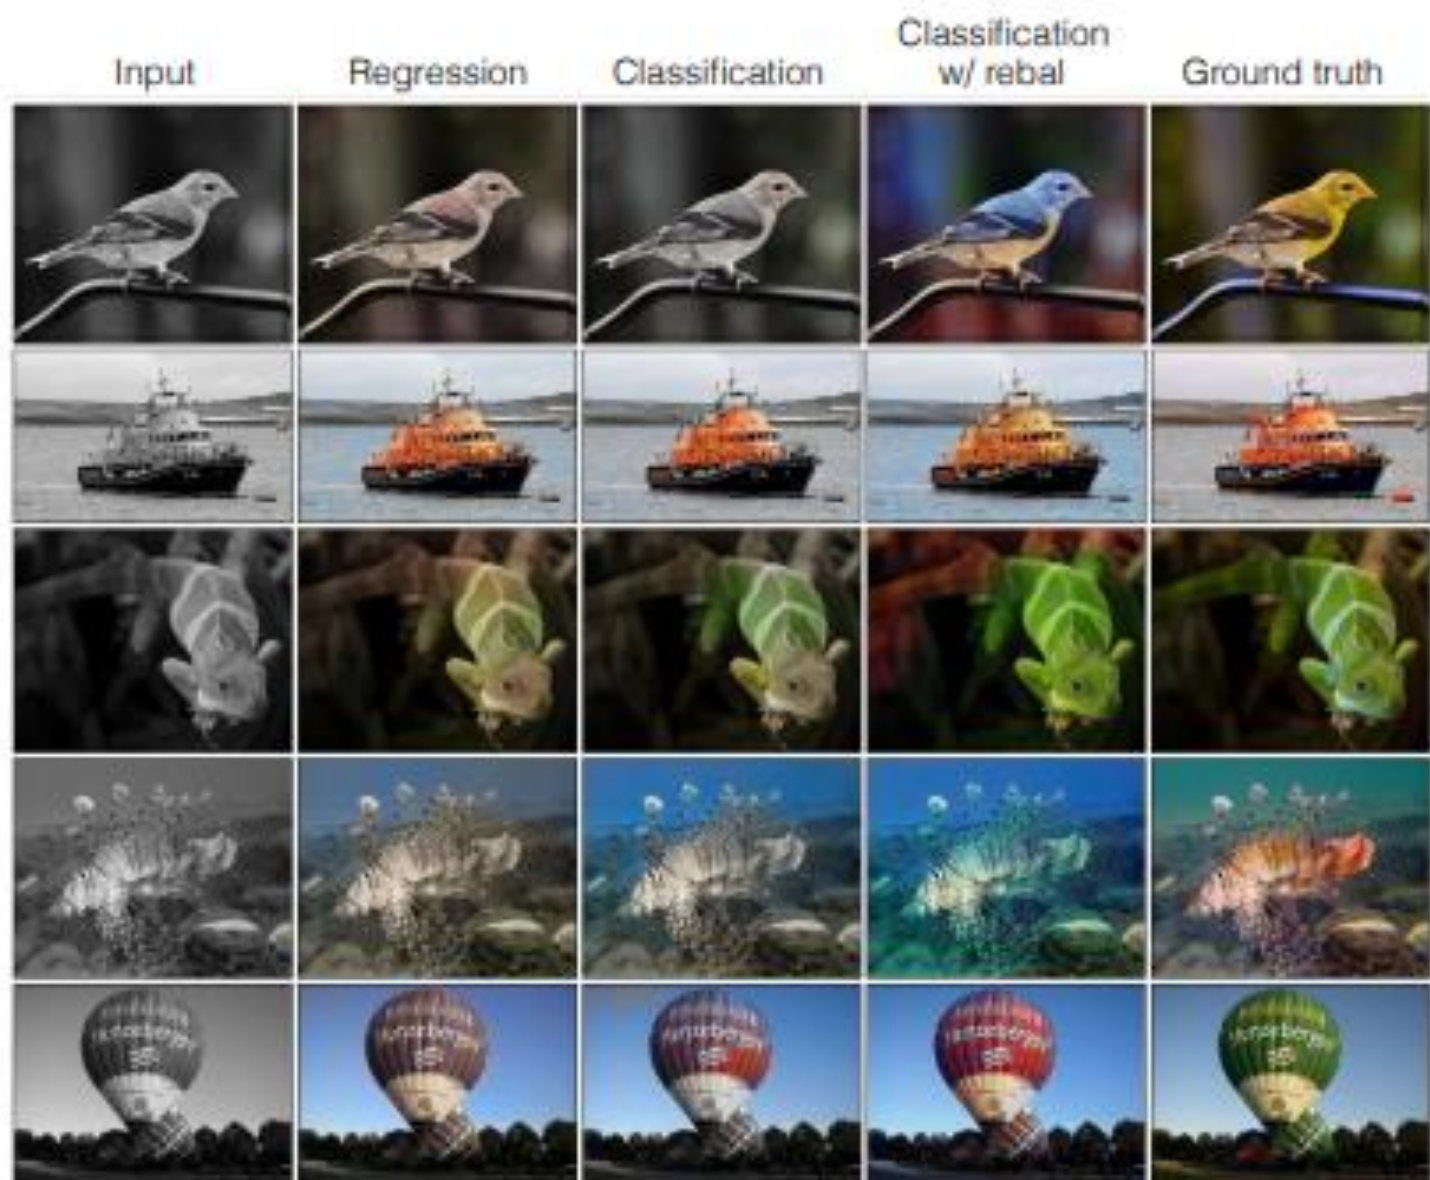 Input
Regression
Classification
Classification
w/ rebal
Ground truth